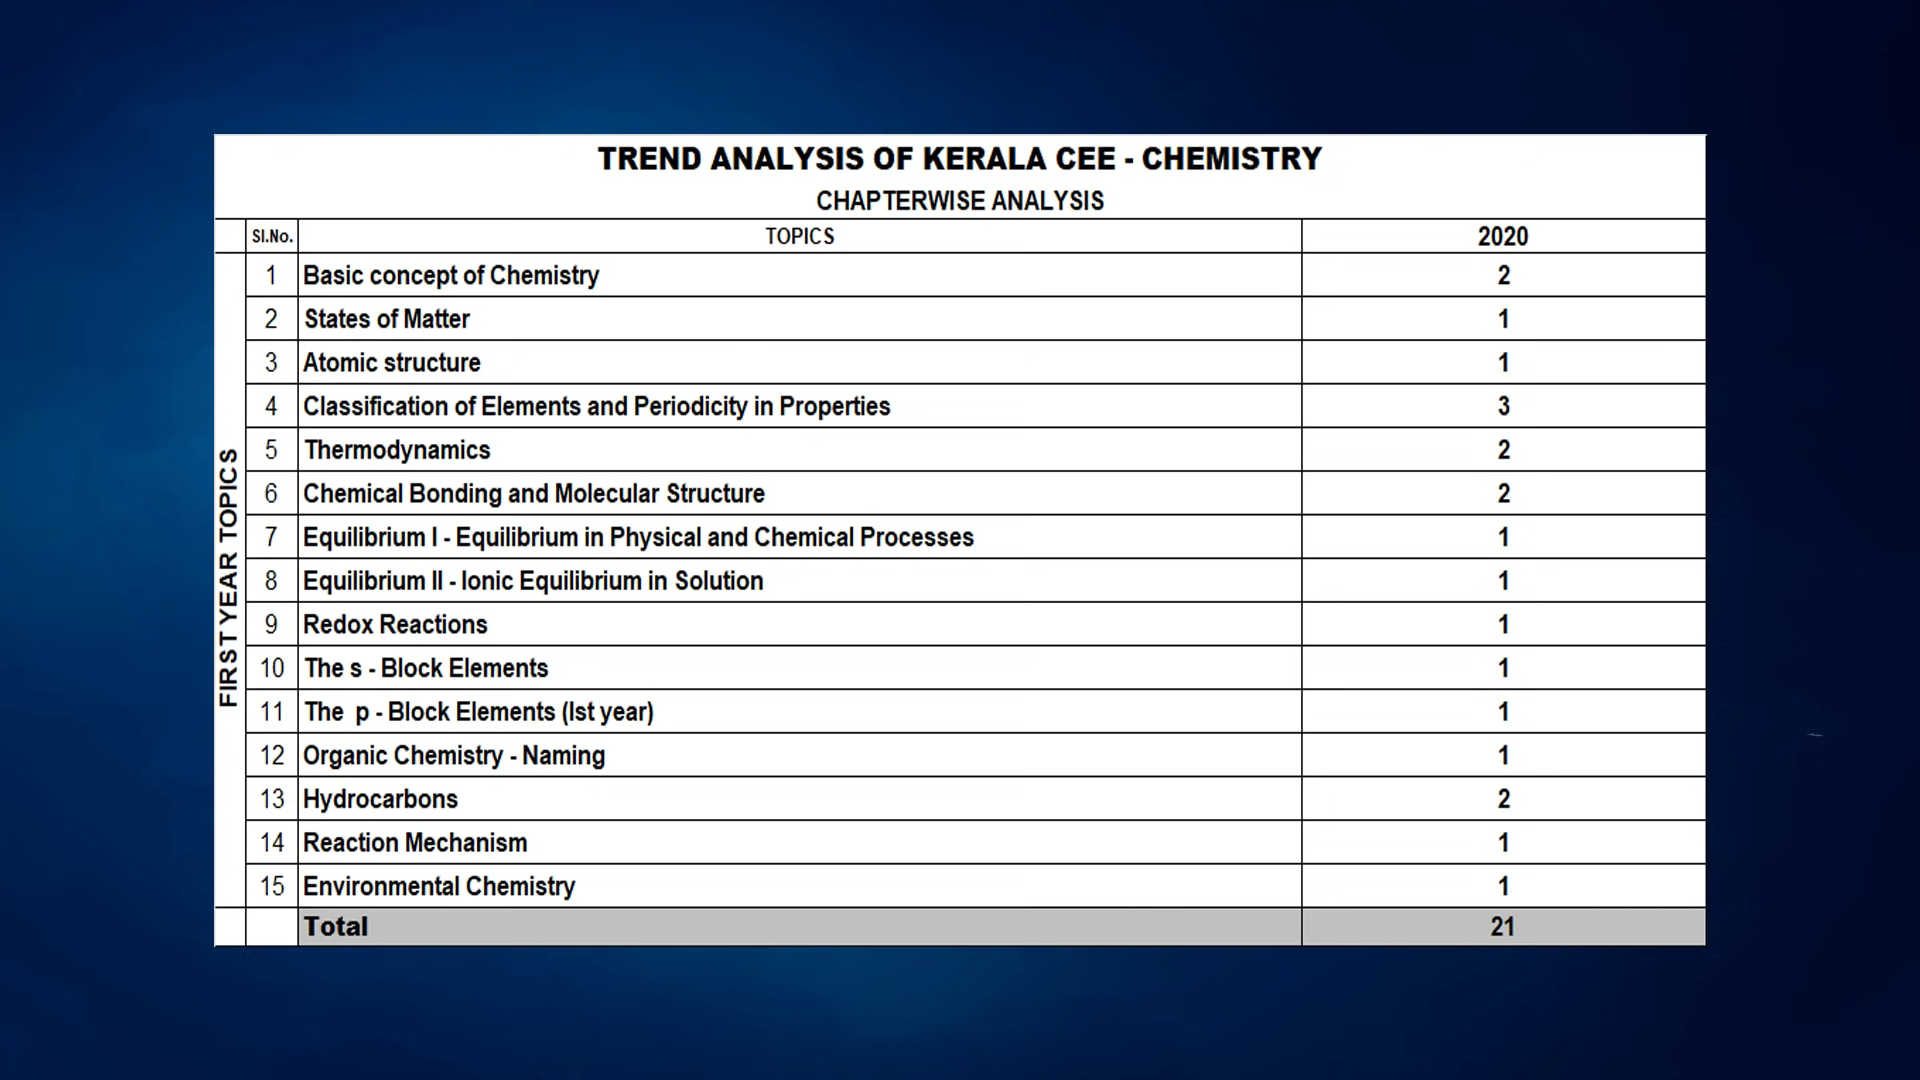 TREND ANALYSIS OF KERALA CEE - CHEMISTRY
CHAPTERWISE ANALYSIS
Sl.No. TOPICS 2020
FIRST YEAR TOPICS
1 Basic concept of Chemistry 2
2 States of Matter 1
3 Atomic structure 1
4 Classification of Elements and Periodicity in Properties 3
5 Thermodynamics 2
6 Chemical Bonding and Molecular Structure 2
7 Equilibrium I - Equilibrium in Physical and Chemical Processes 1
8 Equilibrium II - Ionic Equilibrium in Solution 1
9 Redox Reactions 1
10 The s - Block Elements 1
11 The p - Block Elements (Ist year) 1
12 Organic Chemistry - Naming 1
13 Hydrocarbons 2
14 Reaction Mechanism 1
15 Environmental Chemistry 1
Total 21